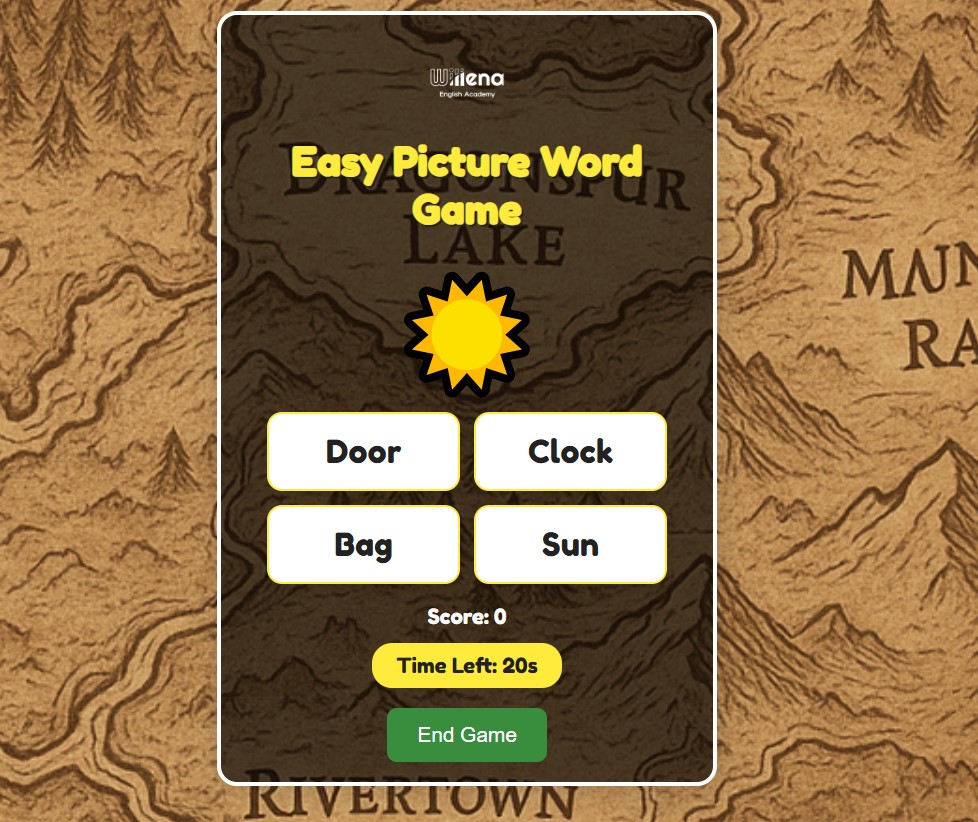 Willena
English Academy
Easy Picture Word
Game
DRAGONSPUR
LAKE
Door
Clock
Bag
Sun
Score: 0
Time Left: 20s
End Game
RIVERTOWN